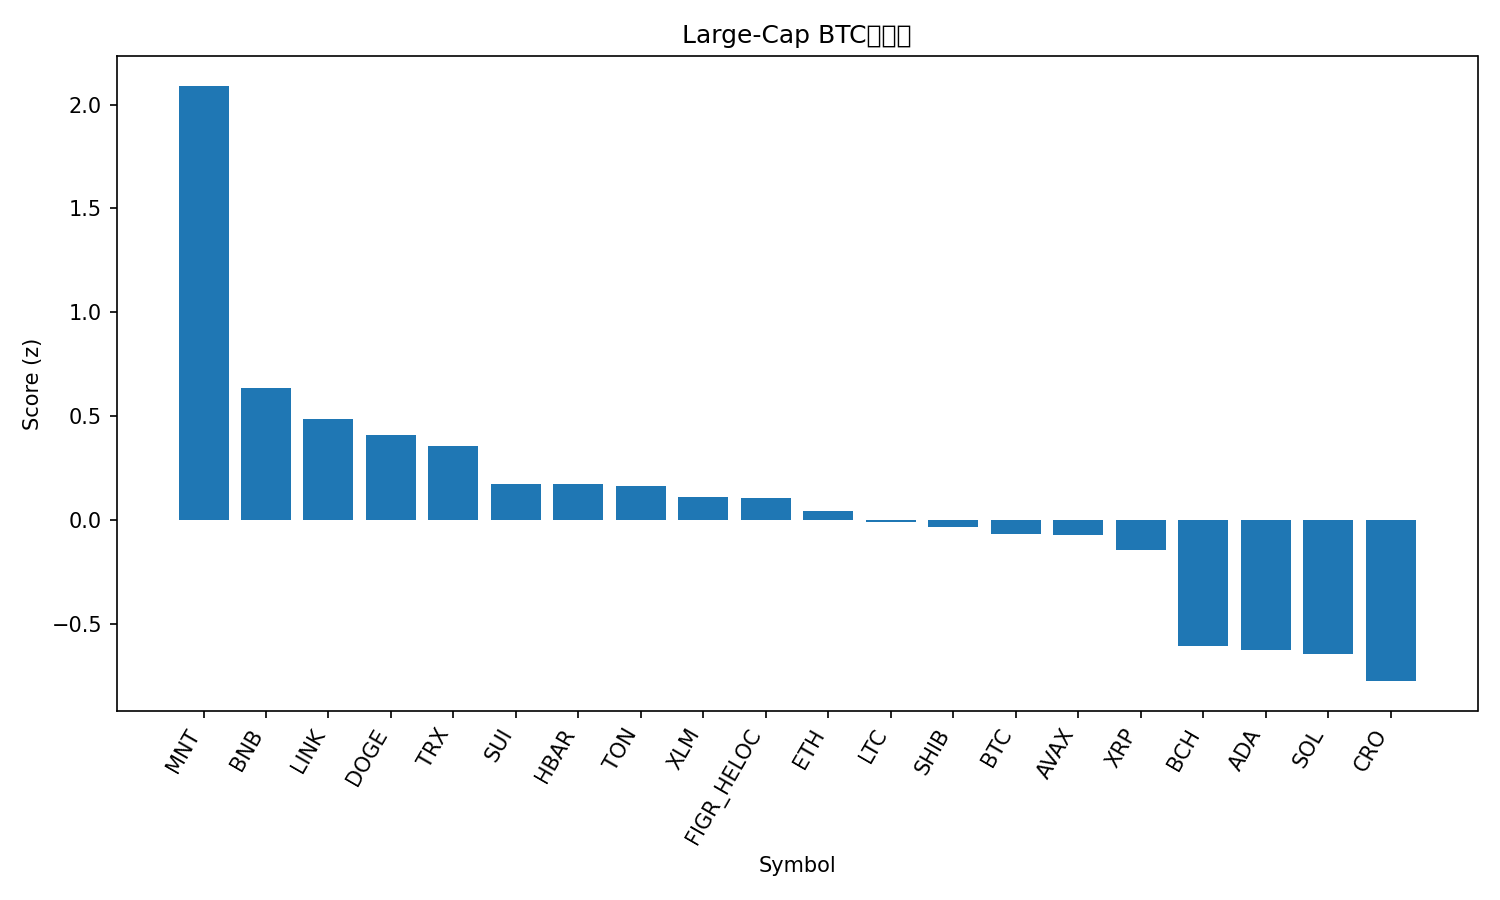 Large-Cap BTC
2.0
1.5
1.0
0.5
0.0
−0.5
Score (z)
MNT
BNB
LINK
DOGE
TRX
SUI
HBAR
TON
XLM
FIGR_HELOC
ETH
LTC
SHIB
BTC
AVAX
XRP
BCH
ADA
SOL
CRO
Symbol